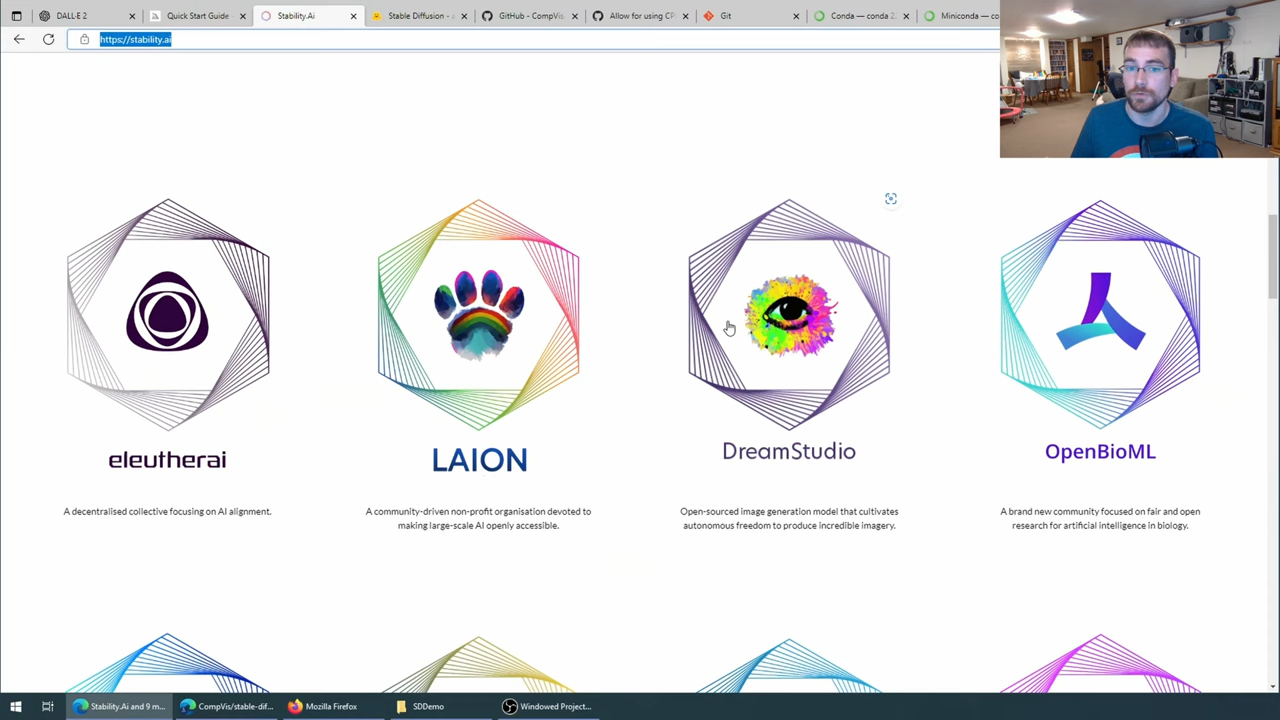 DALL·E 2
Quick Start Guide -
Stability.Ai
Stable Diffusion - a
GitHub - CompVis
Allow for using CP
Git
Conda — conda 2
Miniconda — co
https://stability.ai
eleutherai
LAION
DreamStudio
OpenBioML
A decentralised collective focusing on AI alignment.
A community-driven non-profit organisation devoted to
making large-scale AI openly accessible.
Open-sourced image generation model that cultivates
autonomous freedom to produce incredible imagery.
A brand new community focused on fair and open
research for artificial intelligence in biology.
Stability.Ai and 9 m...
CompVis/stable-dif...
Mozilla Firefox
SDDemo
Windowed Project...